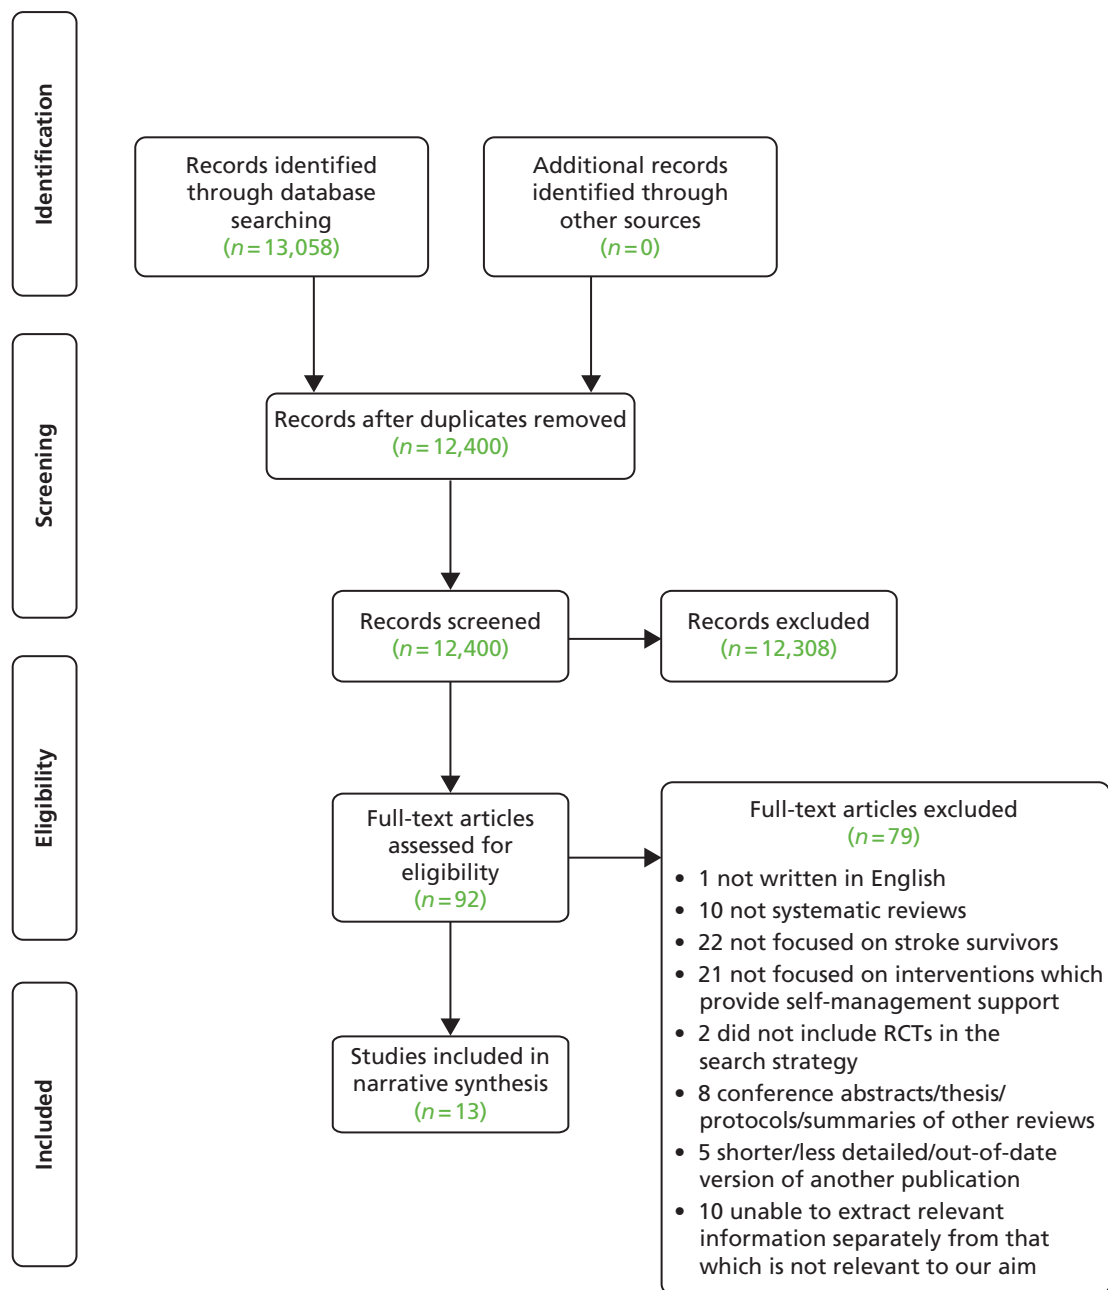 Identification
Records identified
through database
searching
(n=13,058)
Additional records
identified through
other sources
(n=0)
Screening
Records after duplicates removed
(n=12,400)
Records screened
(n=12,400)
Records excluded
(n=12,308)
Eligibility
Full-text articles
assessed for
eligibility
(n=92)
Full-text articles excluded
(n=79)
• 1 not written in English
• 10 not systematic reviews
• 22 not focused on stroke survivors
• 21 not focused on interventions which
provide self-management support
• 2 did not include RCTs in the
search strategy
• 8 conference abstracts/thesis/
protocols/summaries of other reviews
• 5 shorter/less detailed/out-of-date
version of another publication
• 10 unable to extract relevant
information separately from that
which is not relevant to our aim
Included
Studies included in
narrative synthesis
(n=13)